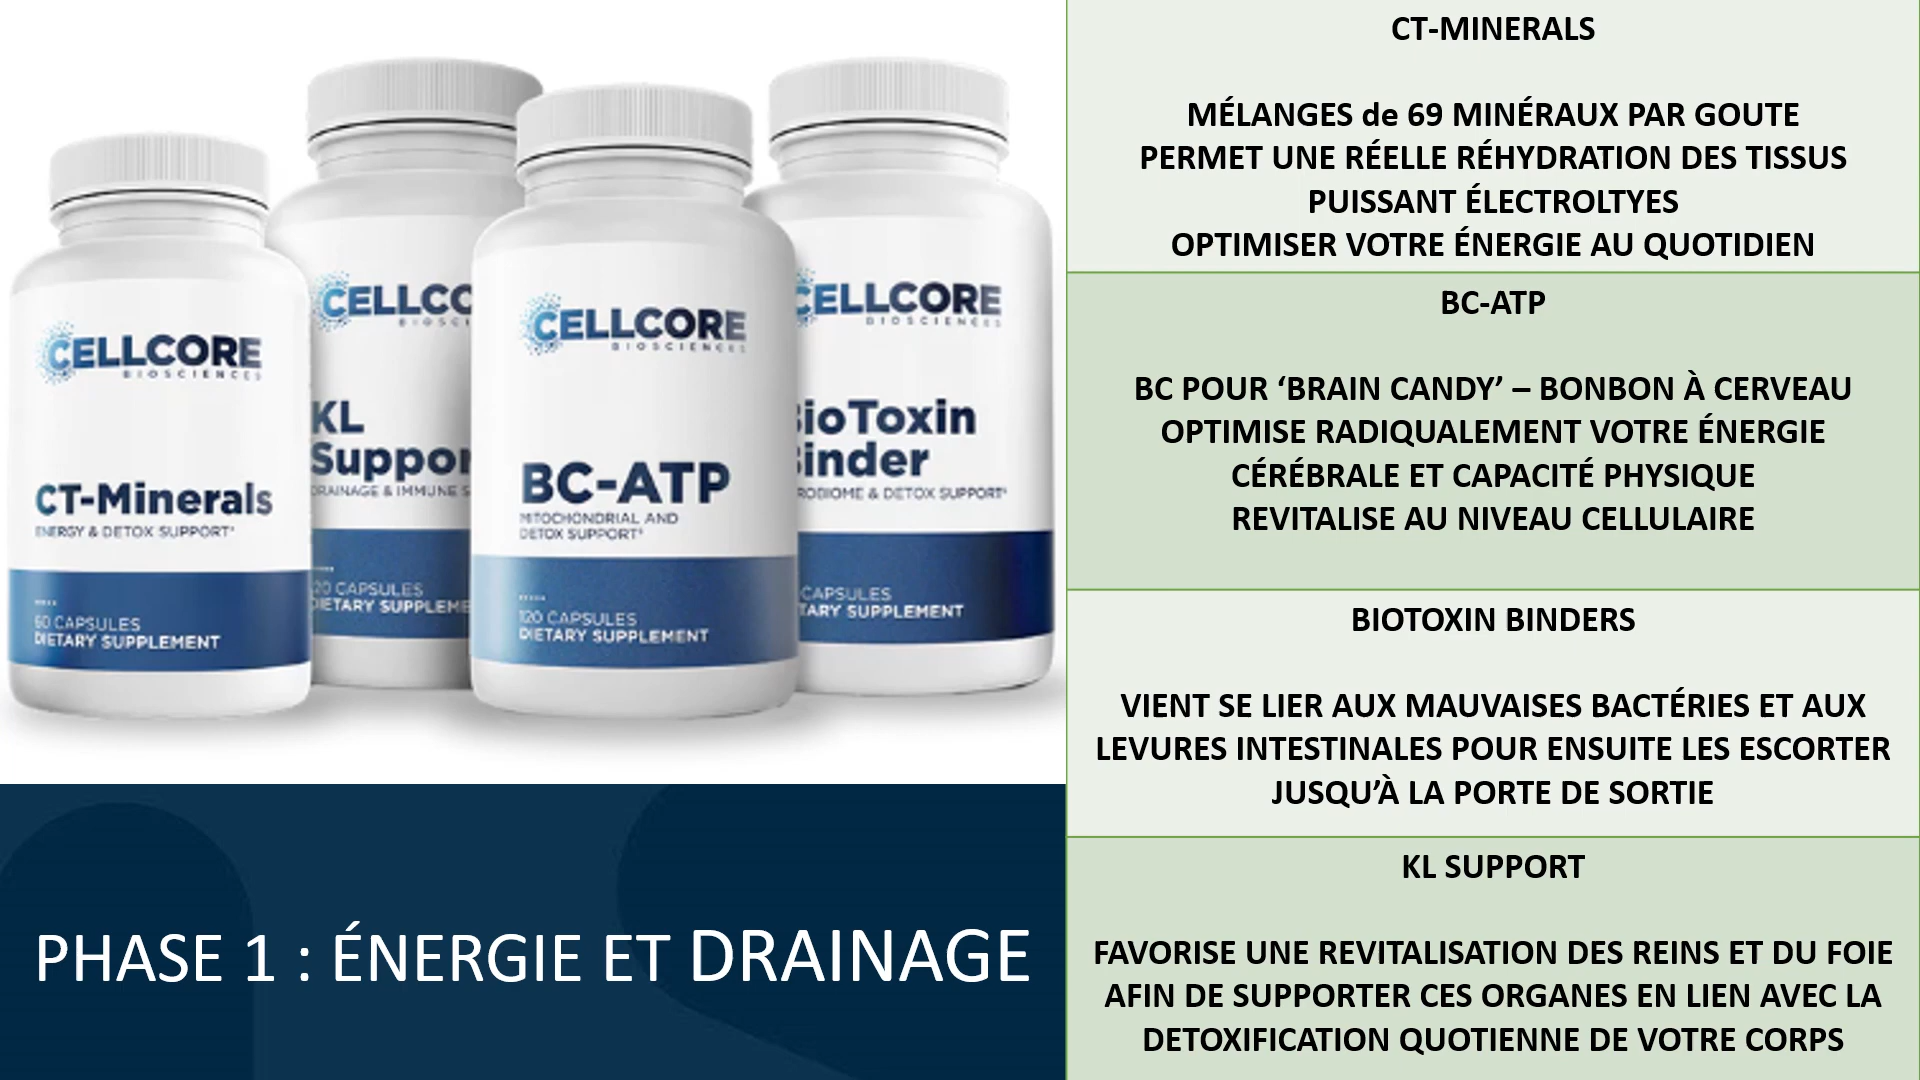 CELLCORE
BIOSCIENCES
CT-Minerals
ENERGY & DETOX SUPPORT*
60 CAPSULES
DIETARY SUPPLEMENT
CELLCO
BIOSCI
KL
Suppor
DRAINAGE & IMMUNE S
120 CAPSULES
DIETARY SUPPLEME
CELLCORE
BIOSCIENCES
BC-ATP
MITOCHONDRIAL AND
DETOX SUPPORT*
120 CAPSULES
DIETARY SUPPLEMENT
CELLCORE
BIOSCIENCES
BioToxin
Binder
ROBIOME & DETOX SUPPORT*
CAPSULES
TARY SUPPLEMENT
PHASE 1 : ÉNERGIE ET DRAINAGE
CT-MINERALS
MÉLANGES de 69 MINÉRAUX PAR GOUTE
PERMET UNE RÉELLE RÉHYDRATION DES TISSUS
PUISSANT ÉLECTROLTYES
OPTIMISER VOTRE ÉNERGIE AU QUOTIDIEN
BC-ATP
BC POUR ‘BRAIN CANDY’ – BONBON À CERVEAU
OPTIMISE RADIQUALEMENT VOTRE ÉNERGIE
CÉRÉBRALE ET CAPACITÉ PHYSIQUE
REVITALISE AU NIVEAU CELLULAIRE
BIOTOXIN BINDERS
VIENT SE LIER AUX MAUVAISES BACTÉRIES ET AUX
LEVURES INTESTINALES POUR ENSUITE LES ESCORTER
JUSQU’À LA PORTE DE SORTIE
KL SUPPORT
FAVORISE UNE REVITALISATION DES REINS ET DU FOIE
AFIN DE SUPPORTER CES ORGANES EN LIEN AVEC LA
DETOXIFICATION QUOTIENNE DE VOTRE CORPS